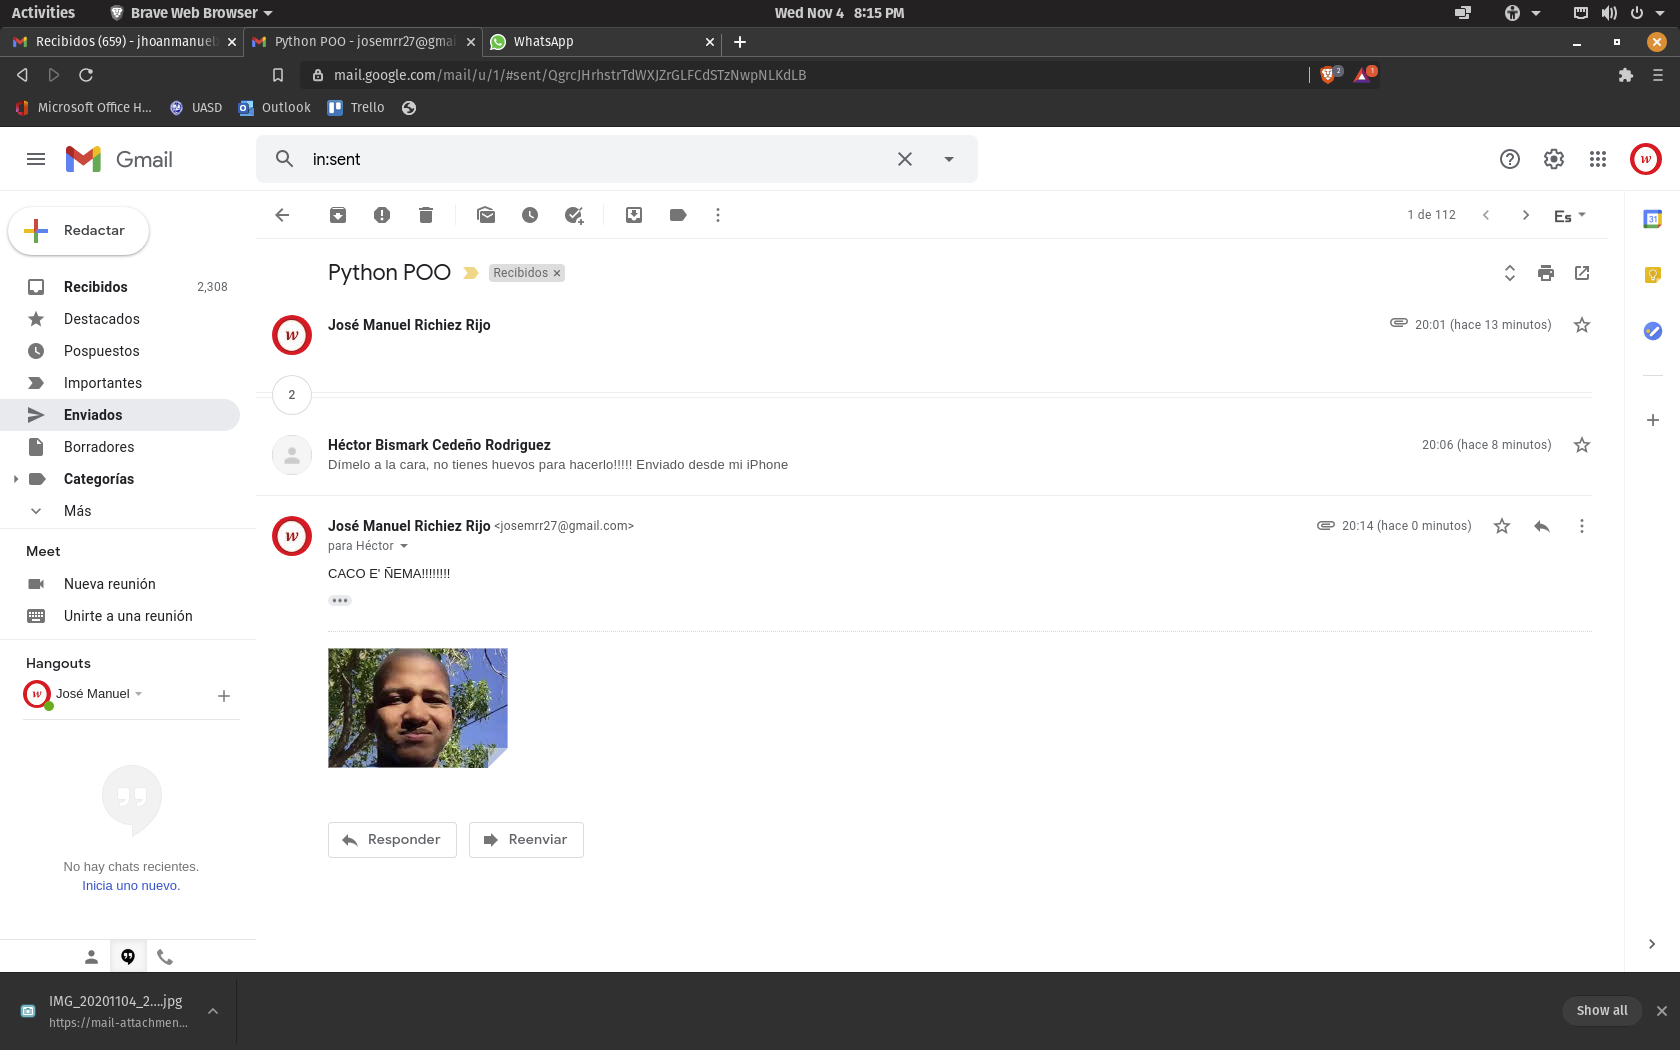 Activities
Brave Web Browser
Wed Nov 4 8:15 PM
Recibidos (659) - jhoanmanuel
Python POO - josemrr27@gmai
WhatsApp
mail.google.com/mail/u/1/#sent/QgrcJHrhstrTdWXJZrGLFCdSTzNwpNLKdLB
2
1
Microsoft Office H...
UASD
Outlook
Trello
Gmail
in:sent
w
Redactar
1 de 112
Es
31
Recibidos
2,308
Destacados
Pospuestos
Importantes
Enviados
Borradores
Categorías
Más
Meet
Nueva reunión
Unirte a una reunión
Hangouts
w
José Manuel
No hay chats recientes.
Inicia uno nuevo.
Python POO
Recibidos
w
José Manuel Richiez Rijo
20:01 (hace 13 minutos)
2
Héctor Bismark Cedeño Rodriguez
20:06 (hace 8 minutos)
Dímelo a la cara, no tienes huevos para hacerlo!!!!! Enviado desde mi iPhone
w
José Manuel Richiez Rijo <josemrr27@gmail.com>
20:14 (hace 0 minutos)
para Héctor
CACO E' ÑEMA!!!!!!!!
Responder
Reenviar
IMG_20201104_2....jpg
https://mail-attachmen...
Show all